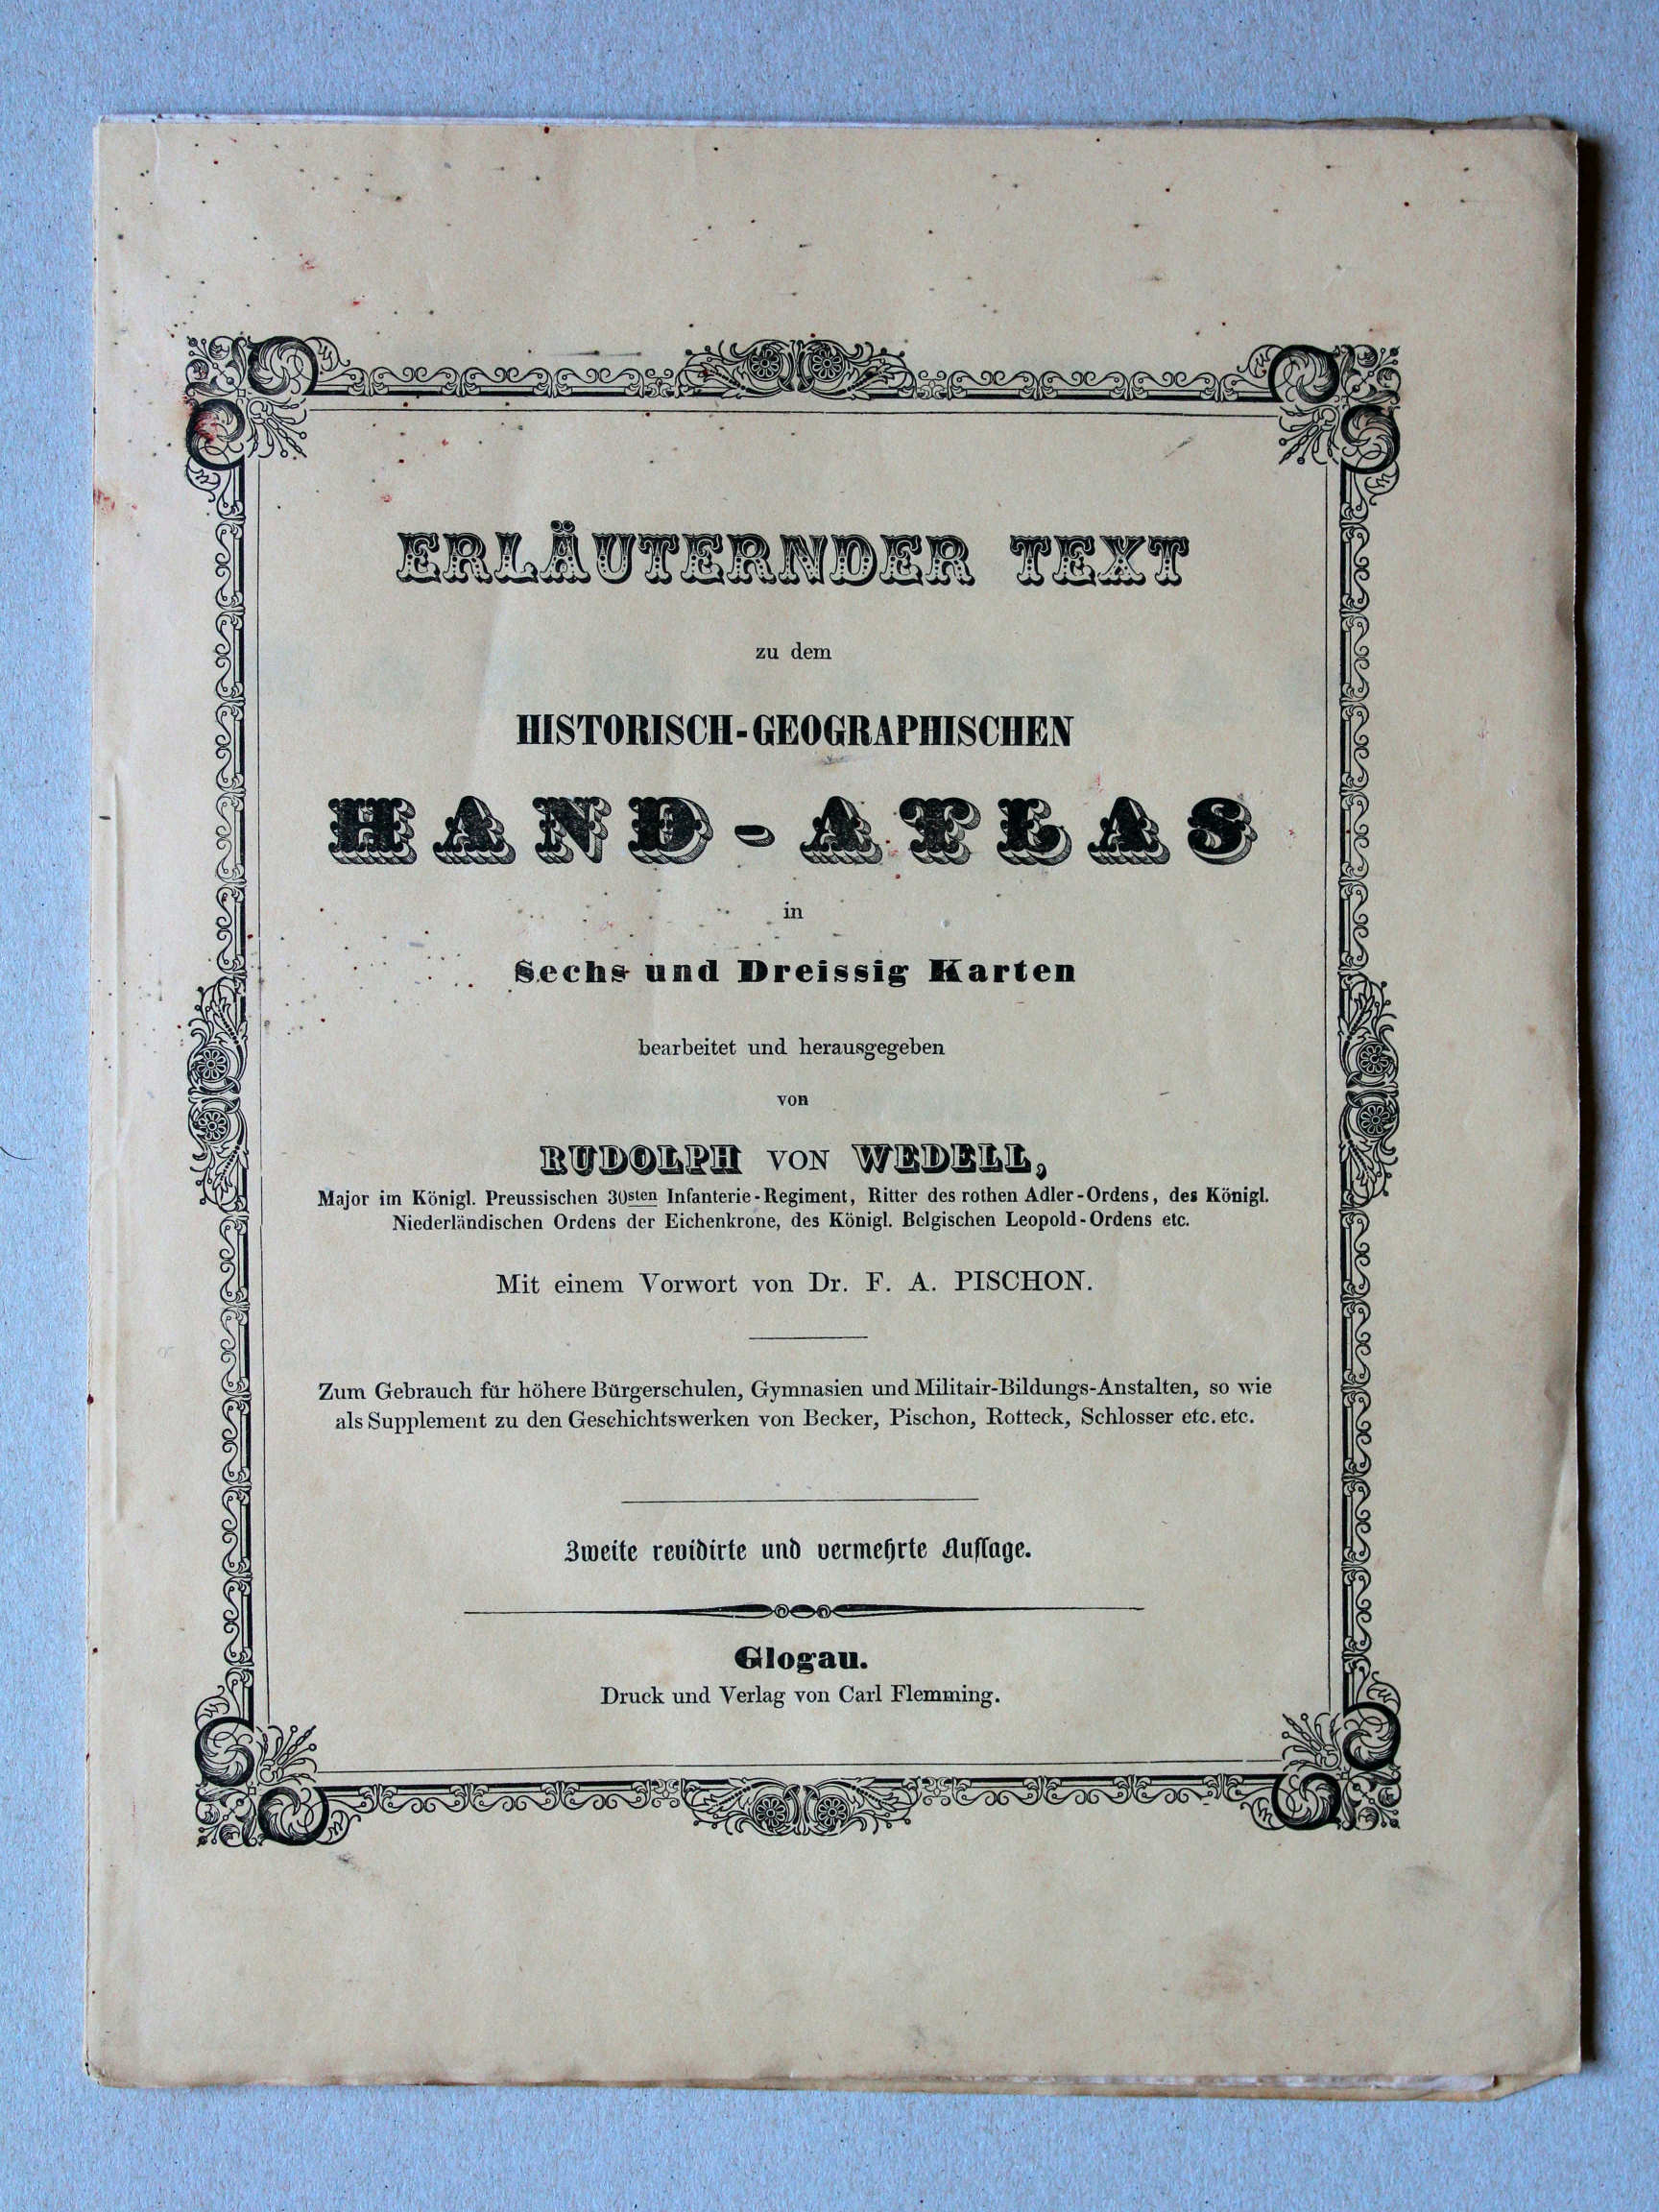 ERLÄUTERNDER TEXT
zu dem
HISTORISCH-GEOGRAPHISCHEN
HAND-ATLAS
in
Sechs und Dreissig Karten
bearbeitet und herausgegeben
von
RUDOLPH VON WEDELL,
Major im Königl. Preussischen 30sten Infanterie-Regiment, Ritter des rothen Adler-Ordens, des Königl.
Niederländischen Ordens der Eichenkrone, des Königl. Belgischen Leopold-Ordens etc.
Mit einem Vorwort von Dr. F. A. PISCHON.
Zum Gebrauch für höhere Bürgerschulen, Gymnasien und Militair-Bildungs-Anstalten, so wie
als Supplement zu den Geschichtswerken von Becker, Pischon, Rotteck, Schlosser etc. etc.
Zweite revidirte und vermehrte Auflage.
Glogau.
Druck und Verlag von Carl Flemming.